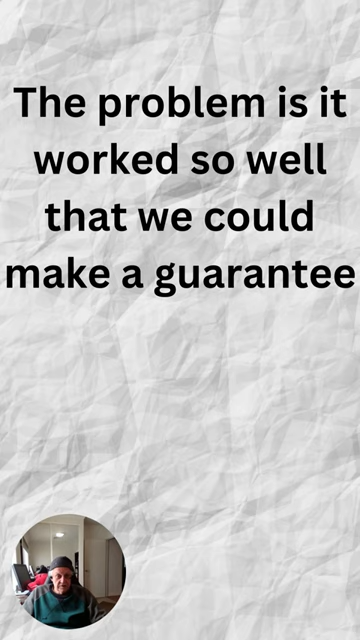 The problem is it
worked so well
that we could
make a guarantee